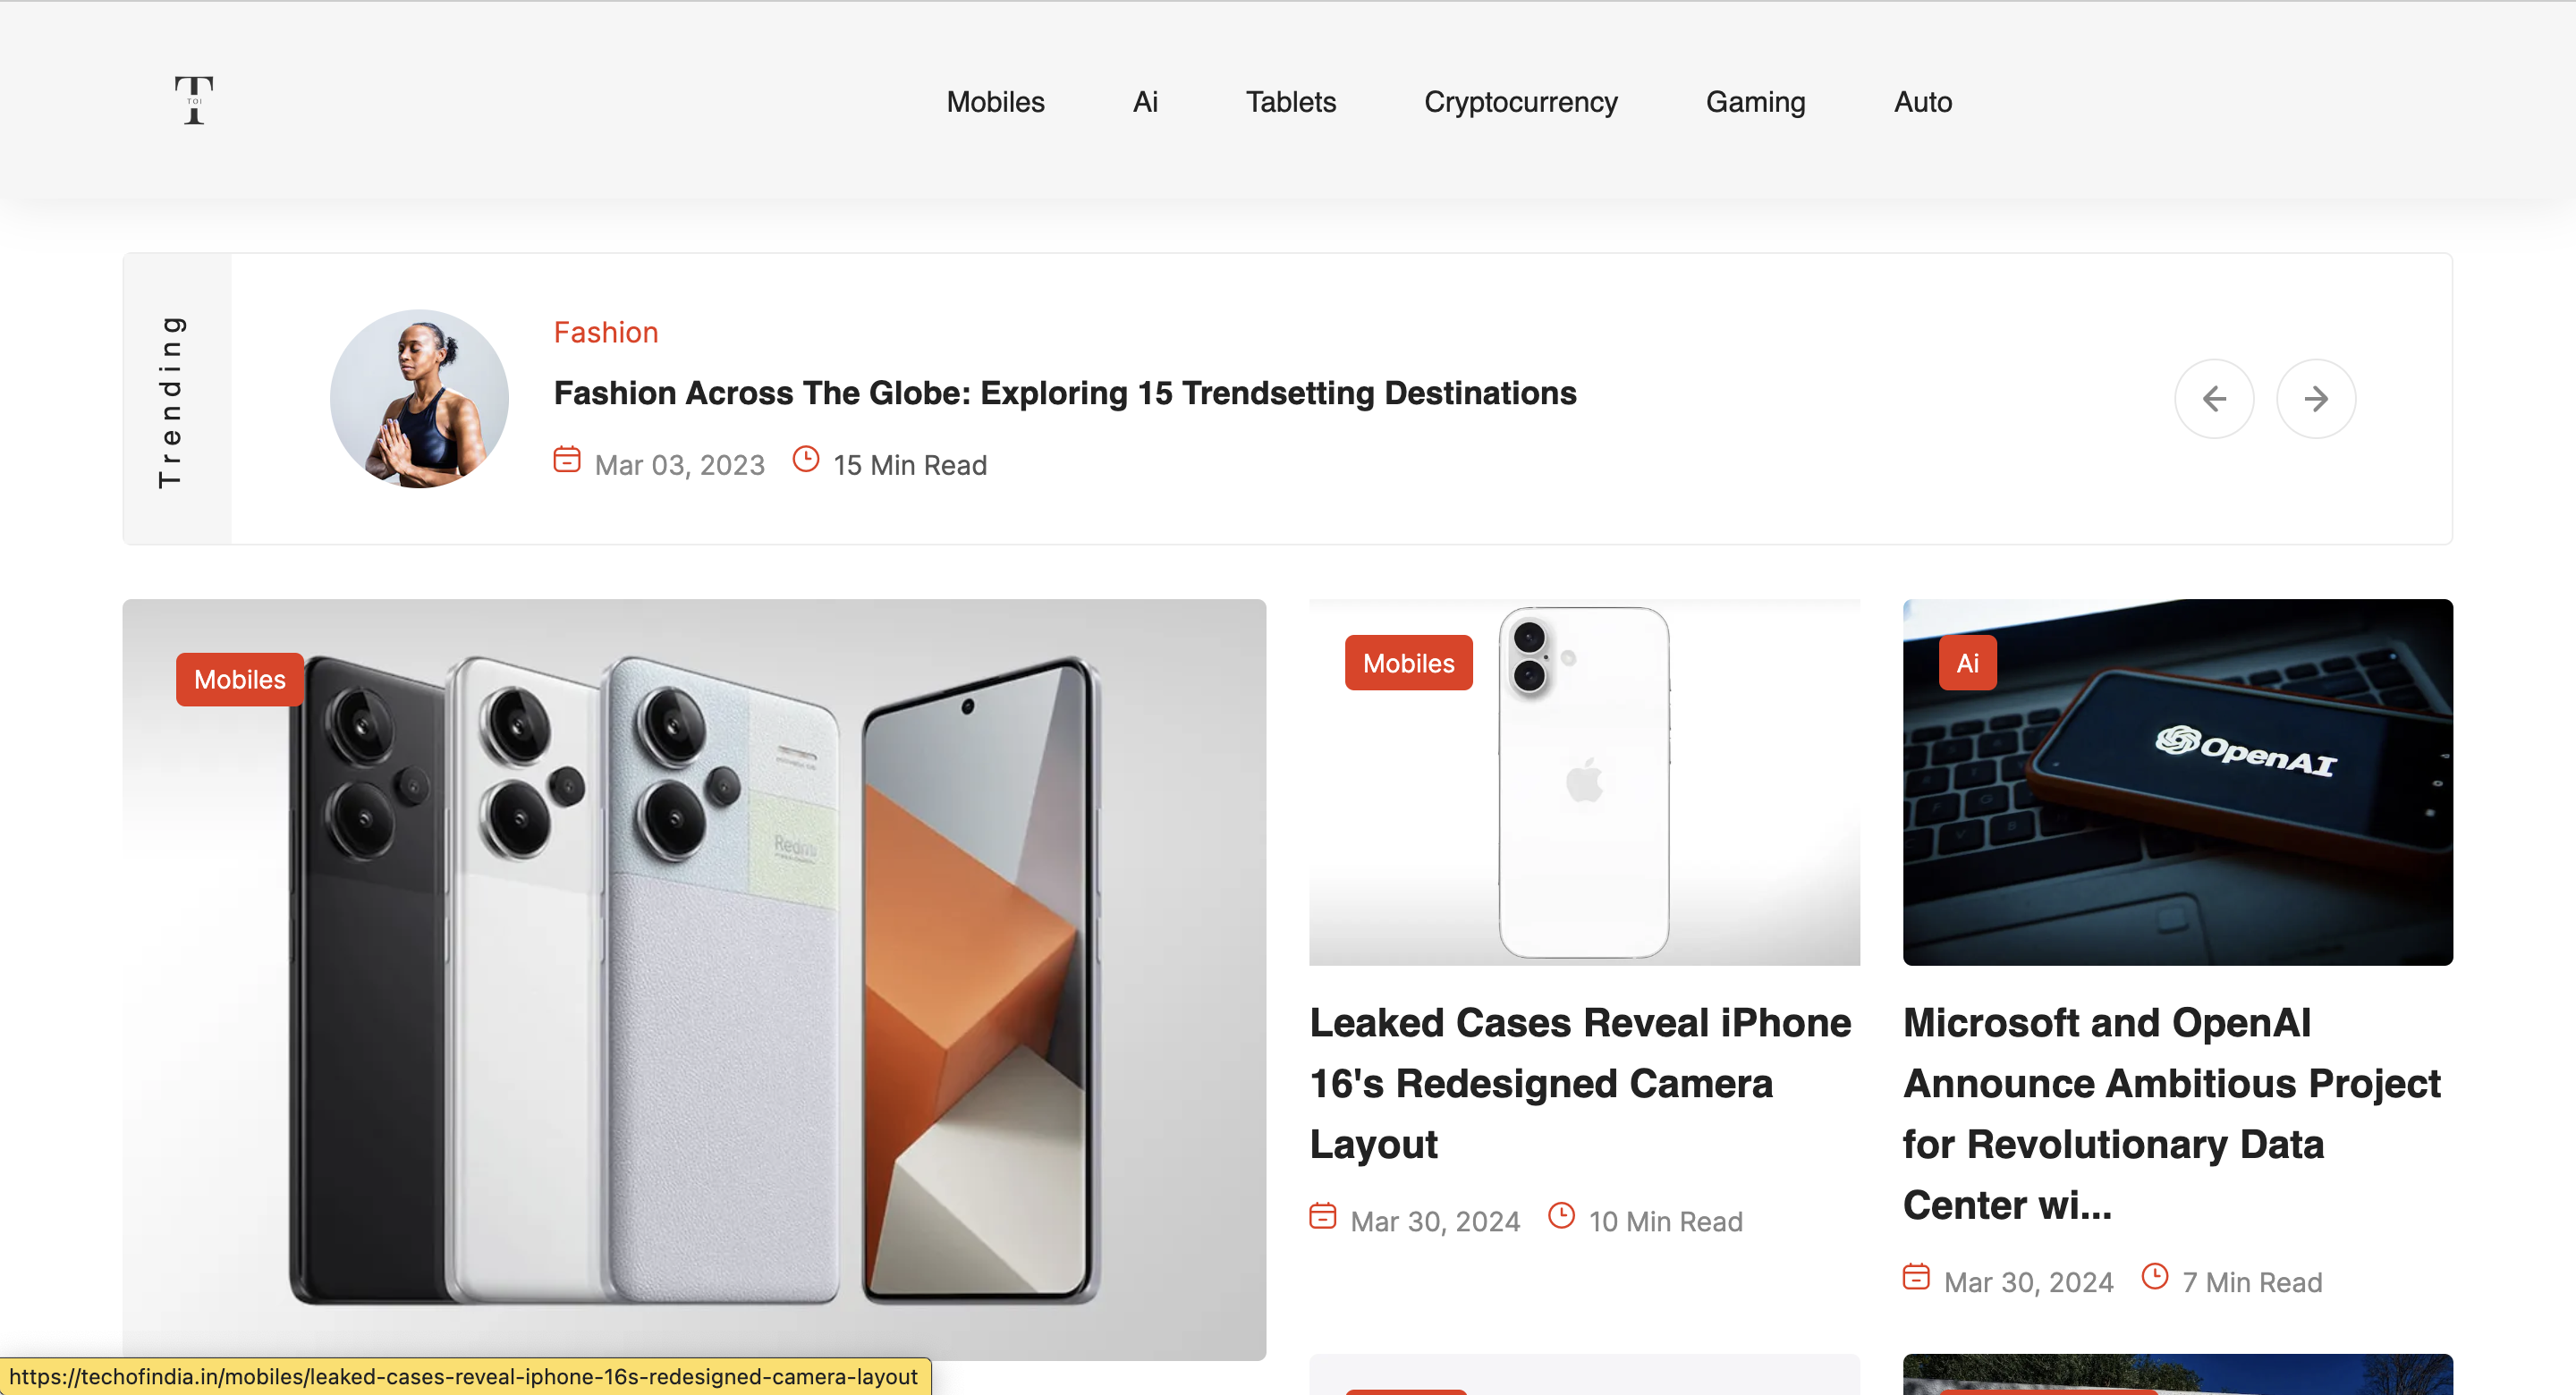 T
TOI
Mobiles
Ai
Tablets
Cryptocurrency
Gaming
Auto
Trending
Fashion
Fashion Across The Globe: Exploring 15 Trendsetting Destinations
Mar 03, 2023 15 Min Read
Mobiles
Redmi
Mobiles
Leaked Cases Reveal iPhone
16's Redesigned Camera
Layout
Mar 30, 2024 10 Min Read
Ai
OpenAI
Microsoft and OpenAI
Announce Ambitious Project
for Revolutionary Data
Center wi...
Mar 30, 2024 7 Min Read
https://techofindia.in/mobiles/leaked-cases-reveal-iphone-16s-redesigned-camera-layout